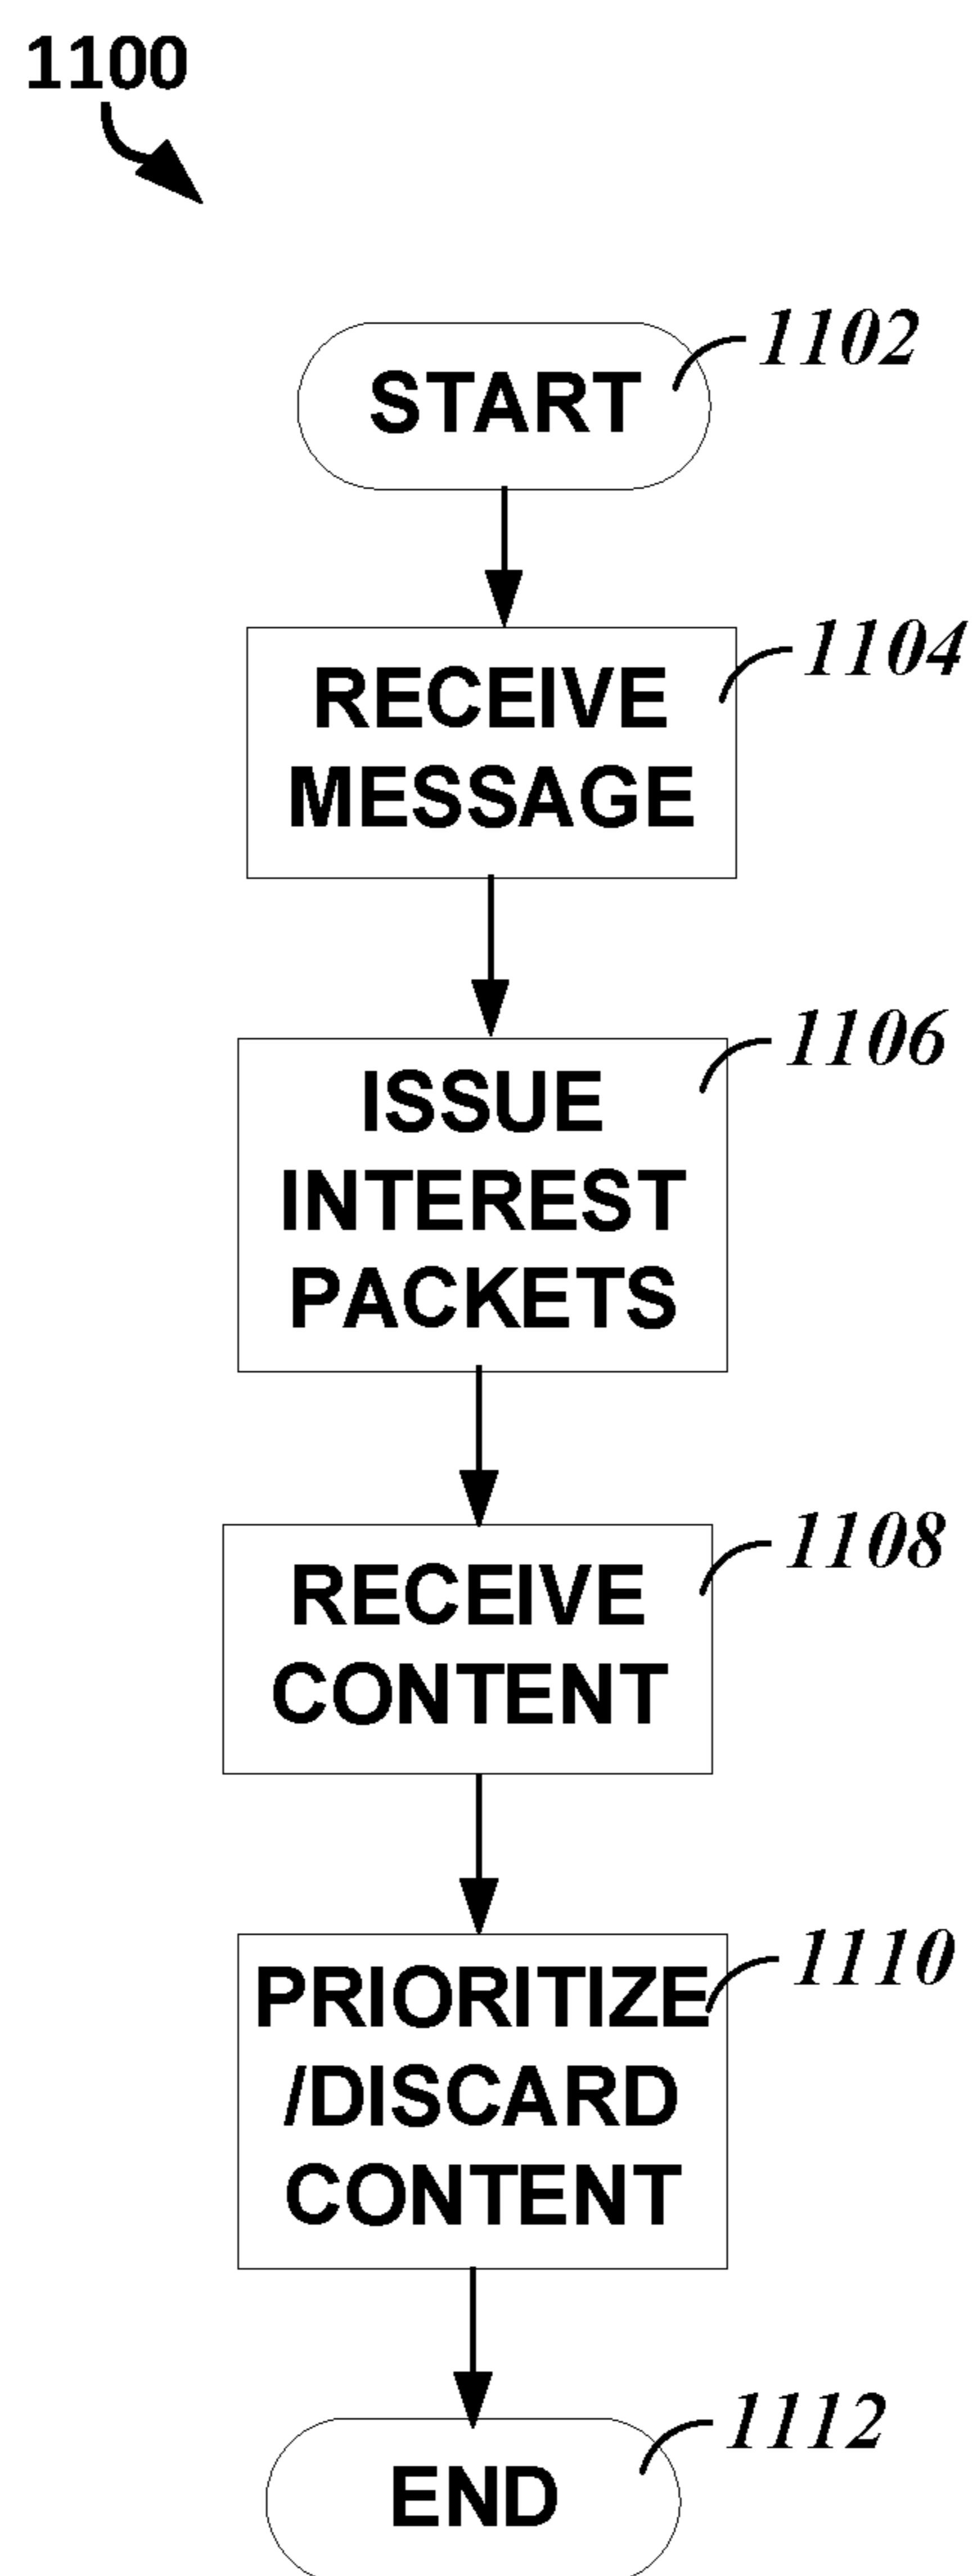 1100
START
1102
RECEIVE
MESSAGE
1104
ISSUE
INTEREST
PACKETS
1106
RECEIVE
CONTENT
1108
PRIORITIZE
/DISCARD
CONTENT
1110
END
1112